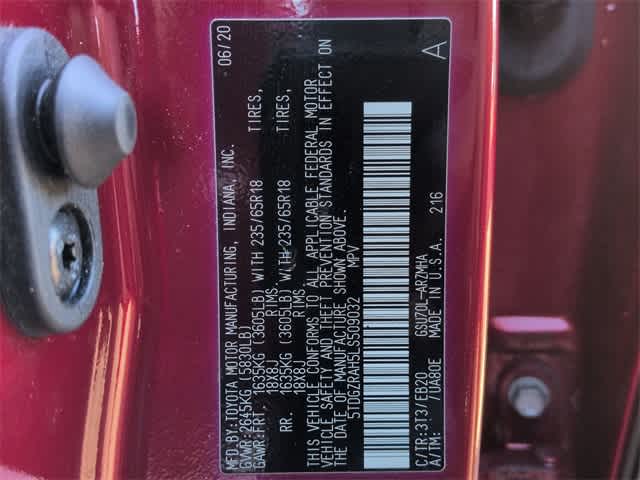 MFD. BY: TOYOTA MOTOR MANUFACTURING, INDIANA, INC. 06/20
GVWR: 2645KG (5830LB)
GAWR: FRT. 1635KG (3605LB) WITH 235/65R18 TIRES,
18X8J RIMS,
RR. 1635KG (3605LB) WITH 235/65R18 TIRES,
18X8J RIMS.
THIS VEHICLE CONFORMS TO ALL APPLICABLE FEDERAL MOTOR
VEHICLE SAFETY AND THEFT PREVENTION STANDARDS IN EFFECT ON
THE DATE OF MANUFACTURE SHOWN ABOVE.
5TDGZRAH5LS509032 MPV
C/TR: 3T3/EB20 GSU70L-ARZMHA
A/TM: /UA80E MADE IN U.S.A. 216
A